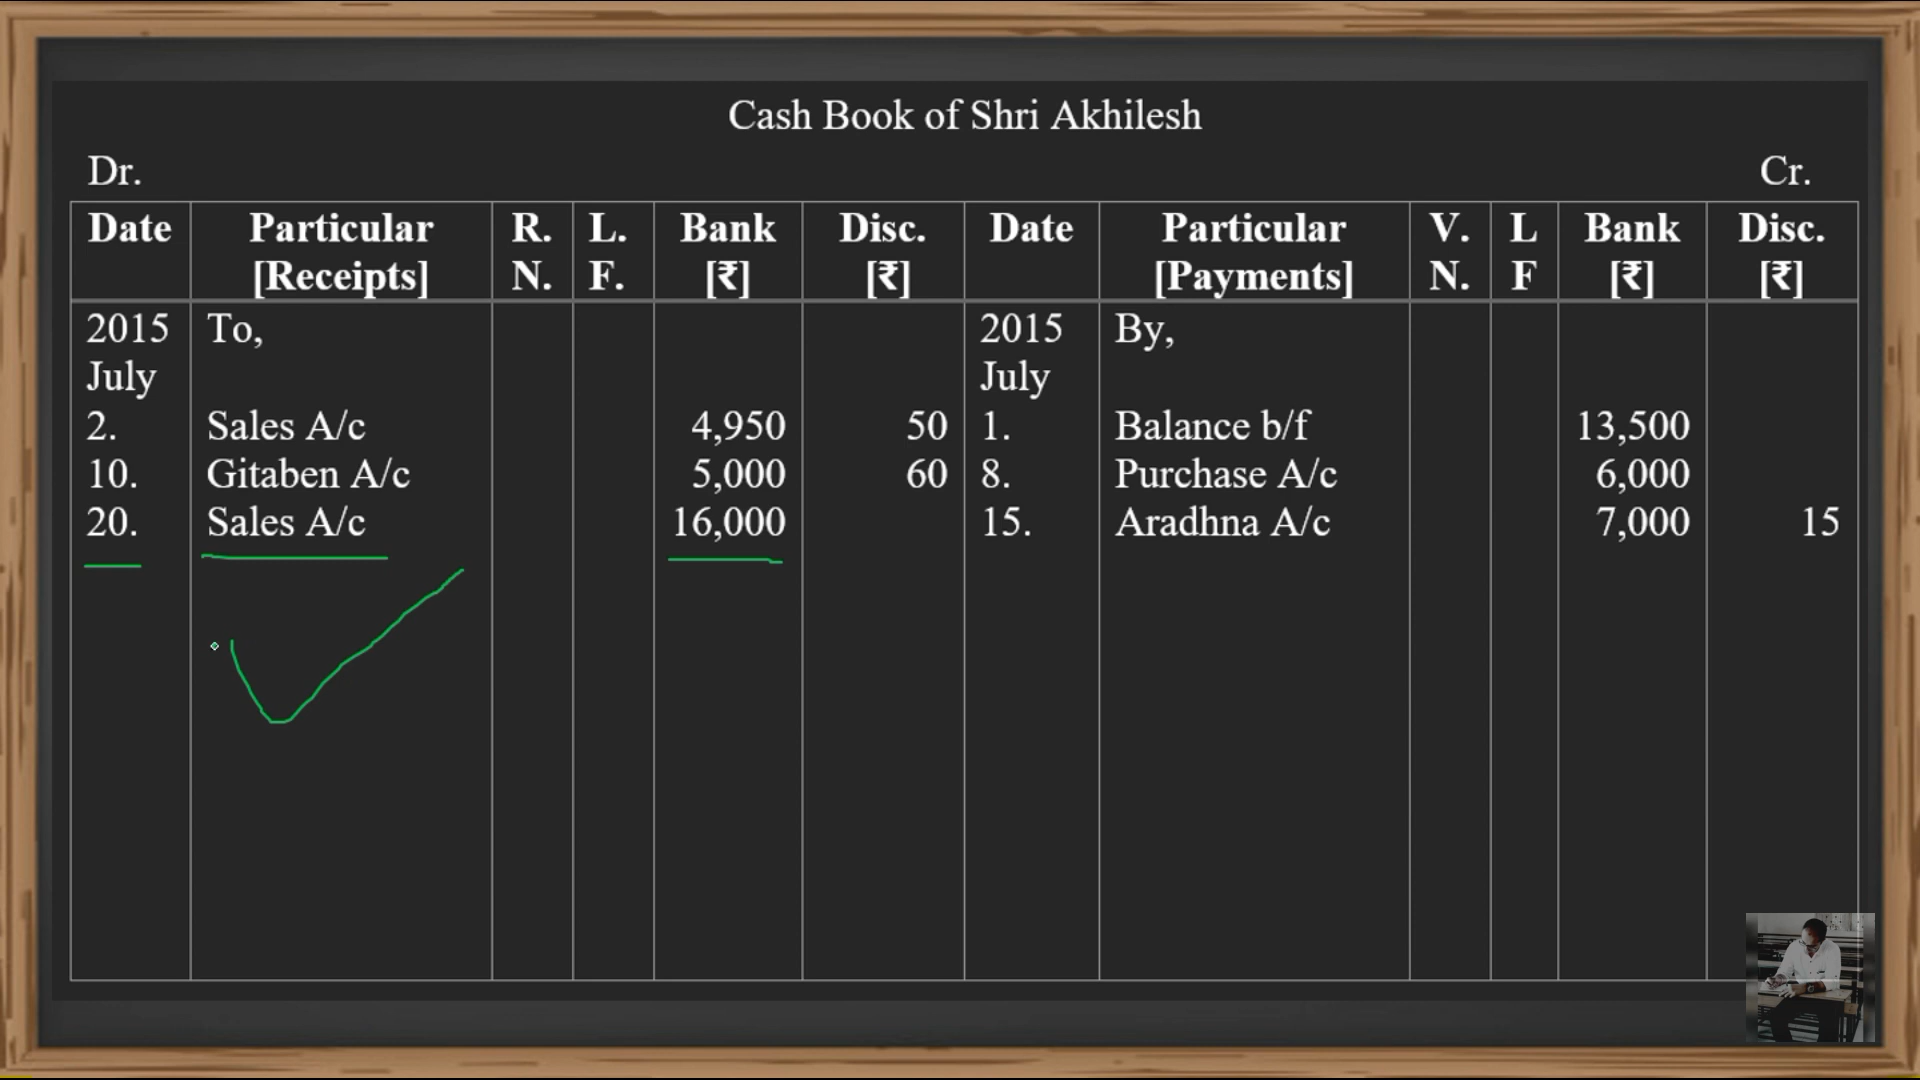 Cash Book of Shri Akhilesh
Dr. Cr.
Date Particular R. L. Bank Disc. Date Particular V. L Bank Disc.
[Receipts] N. F. [₹] [₹] [Payments] N. F [₹] [₹]
2015 To, 2015 By,
July July
2. Sales A/c 4,950 50 1. Balance b/f 13,500
10. Gitaben A/c 5,000 60 8. Purchase A/c 6,000
20. Sales A/c 16,000 15. Aradhna A/c 7,000 15